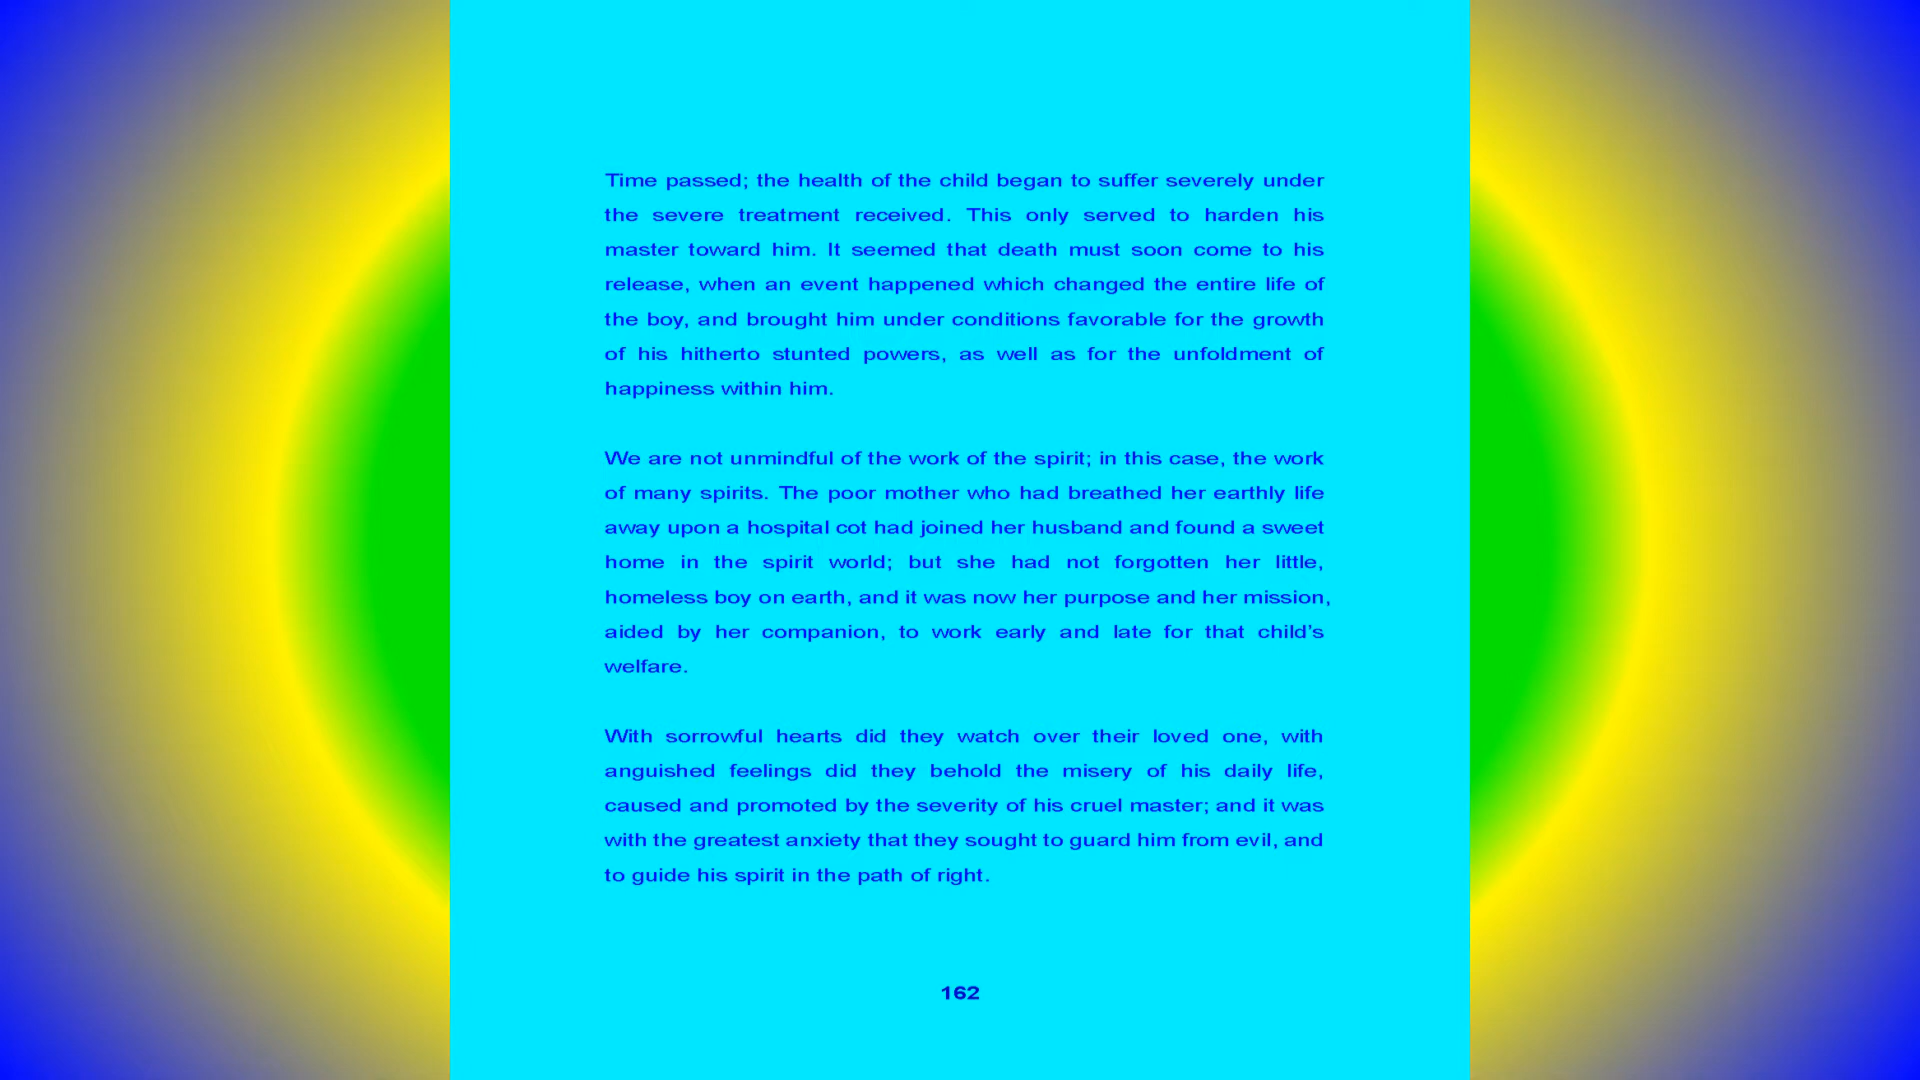 Time passed; the health of the child began to suffer severely under
the severe treatment received. This only served to harden his
master toward him. It seemed that death must soon come to his
release, when an event happened which changed the entire life of
the boy, and brought him under conditions favorable for the growth
of his hitherto stunted powers, as well as for the unfoldment of
happiness within him.
We are not unmindful of the work of the spirit; in this case, the work
of many spirits. The poor mother who had breathed her earthly life
away upon a hospital cot had joined her husband and found a sweet
home in the spirit world; but she had not forgotten her little,
homeless boy on earth, and it was now her purpose and her mission,
aided by her companion, to work early and late for that child’s
welfare.
With sorrowful hearts did they watch over their loved one, with
anguished feelings did they behold the misery of his daily life,
caused and promoted by the severity of his cruel master; and it was
with the greatest anxiety that they sought to guard him from evil, and
to guide his spirit in the path of right.
162